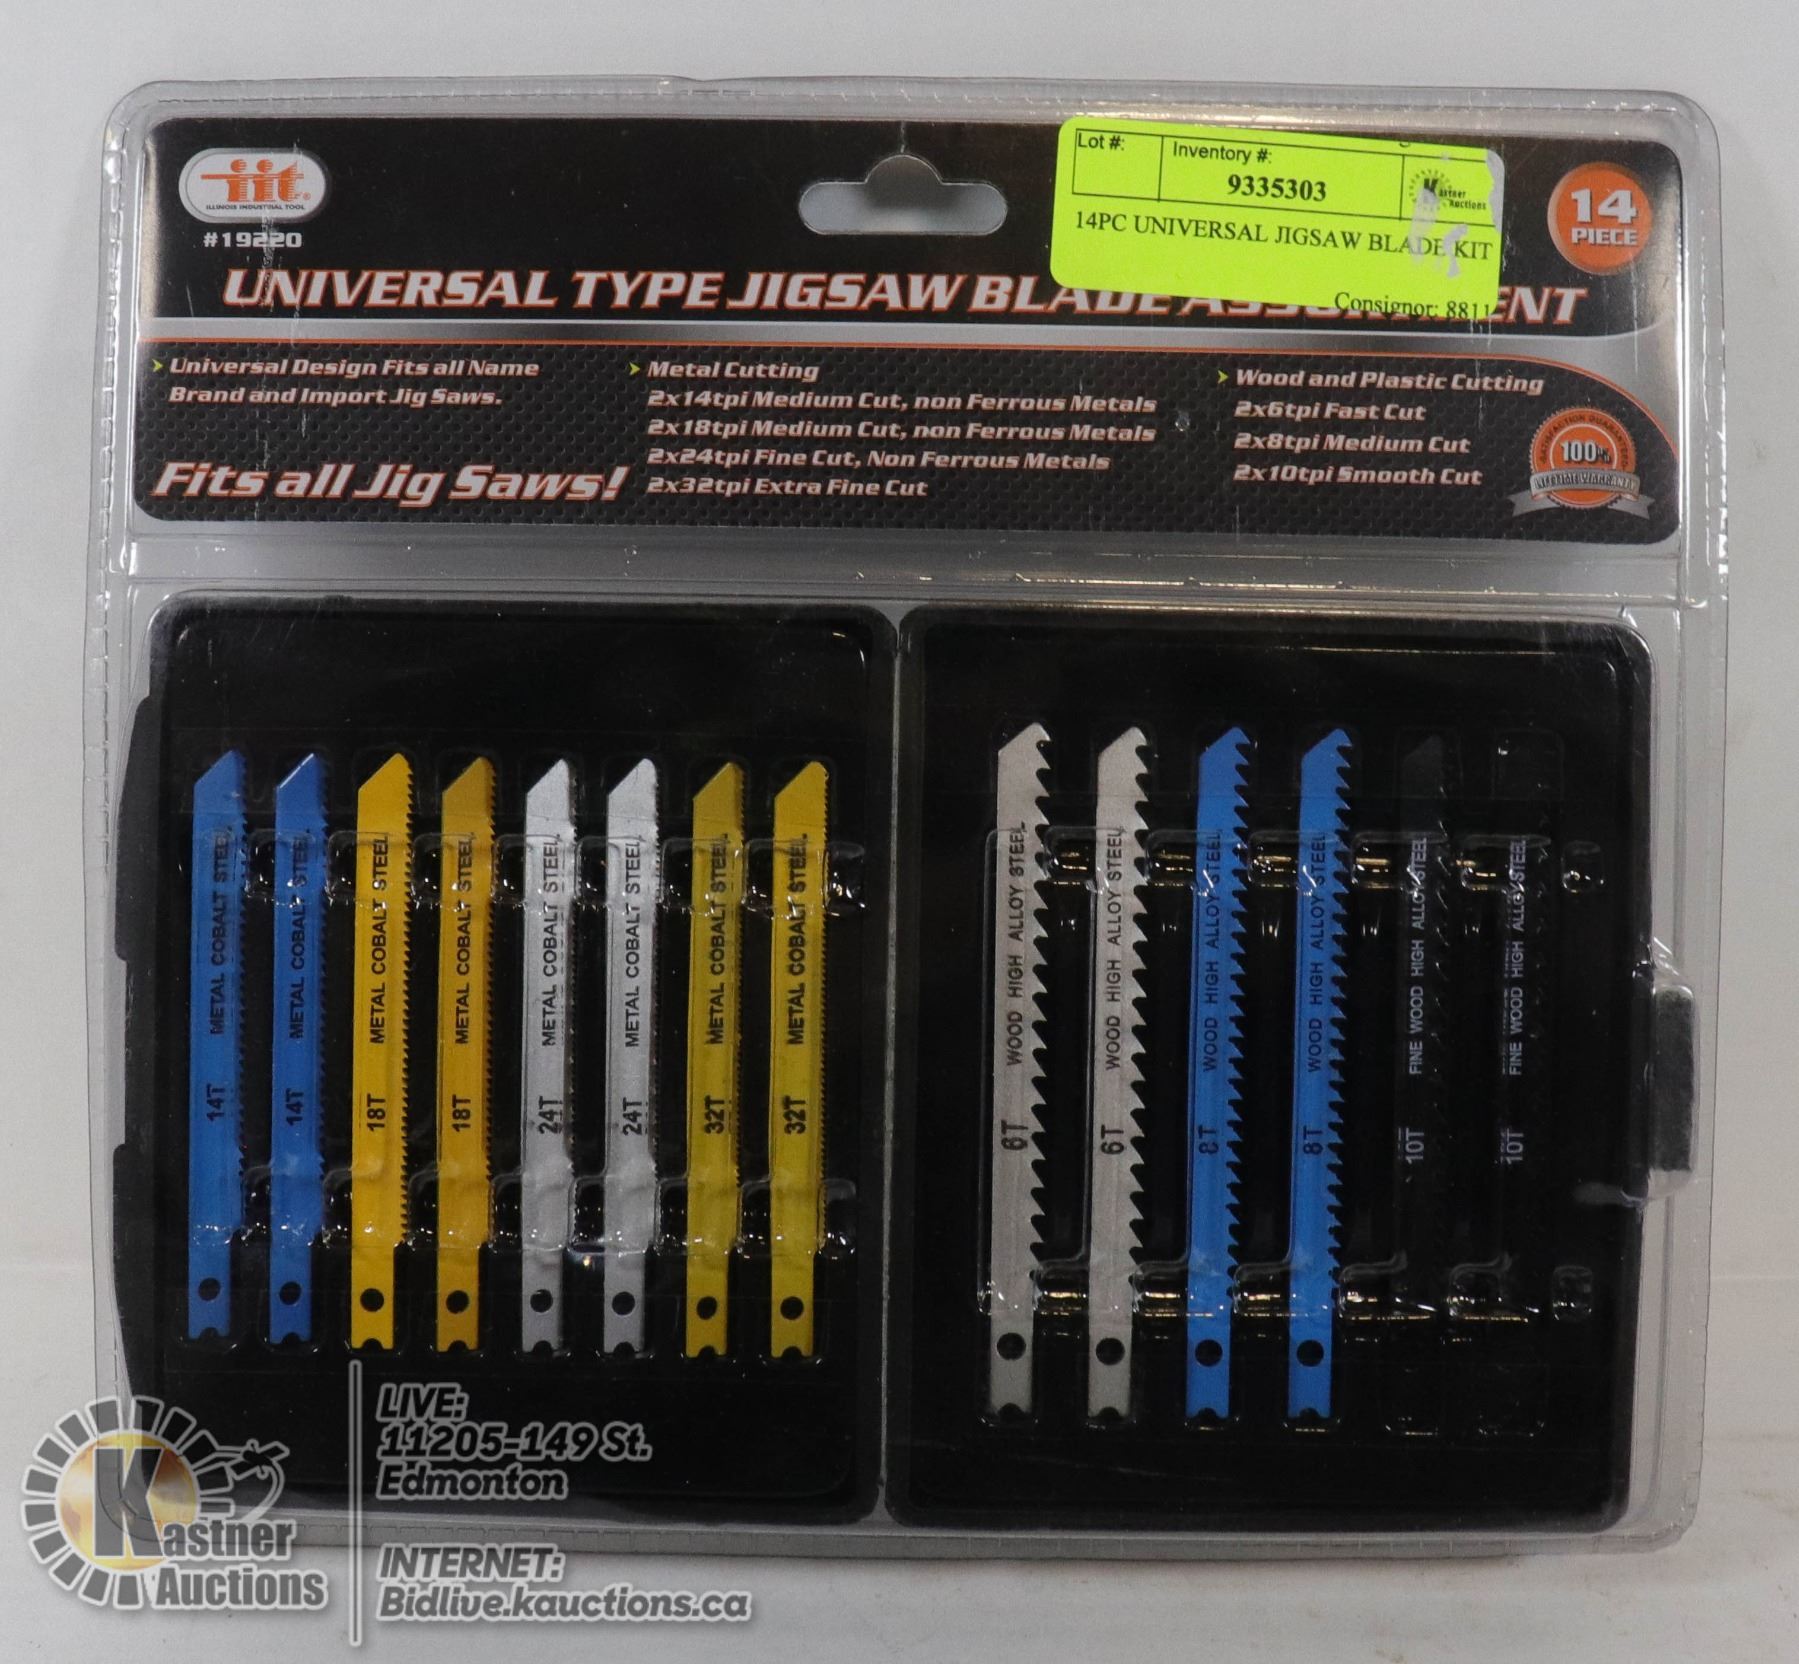 iit®
ILLINOIS INDUSTRIAL TOOL
#19220
Lot #:
Inventory #:
9335303
Kastner
Auctions
14PC UNIVERSAL JIGSAW BLADE KIT
Consignor: 8811
14
PIECE
UNIVERSAL TYPE JIGSAW BLADE
Universal Design Fits all Name
Brand and Import Jig Saws.
Fits all Jig Saws!
Metal Cutting
2x14tpi Medium Cut, non Ferrous Metals
2x18tpi Medium Cut, non Ferrous Metals
2x24tpi Fine Cut, Non Ferrous Metals
2x32tpi Extra Fine Cut
Wood and Plastic Cutting
2x6tpi Fast Cut
2x8tpi Medium Cut
2x10tpi Smooth Cut
SATISFACTION GUARANTEED
100%
LIFETIME WARRANTY
14T METAL COBALT STEEL
14T METAL COBALT STEEL
18T METAL COBALT STEEL
18T METAL COBALT STEEL
24T METAL COBALT STEEL
24T METAL COBALT STEEL
32T METAL COBALT STEEL
32T METAL COBALT STEEL
6T WOOD HIGH ALLOY STEEL
6T WOOD HIGH ALLOY STEEL
8T WOOD HIGH ALLOY STEEL
8T WOOD HIGH ALLOY STEEL
10T FINE WOOD HIGH ALLOY STEEL
10T FINE WOOD HIGH ALLOY STEEL
Kastner
Auctions
LIVE:
11205-149 St.
Edmonton
INTERNET:
Bidlive.kauctions.ca